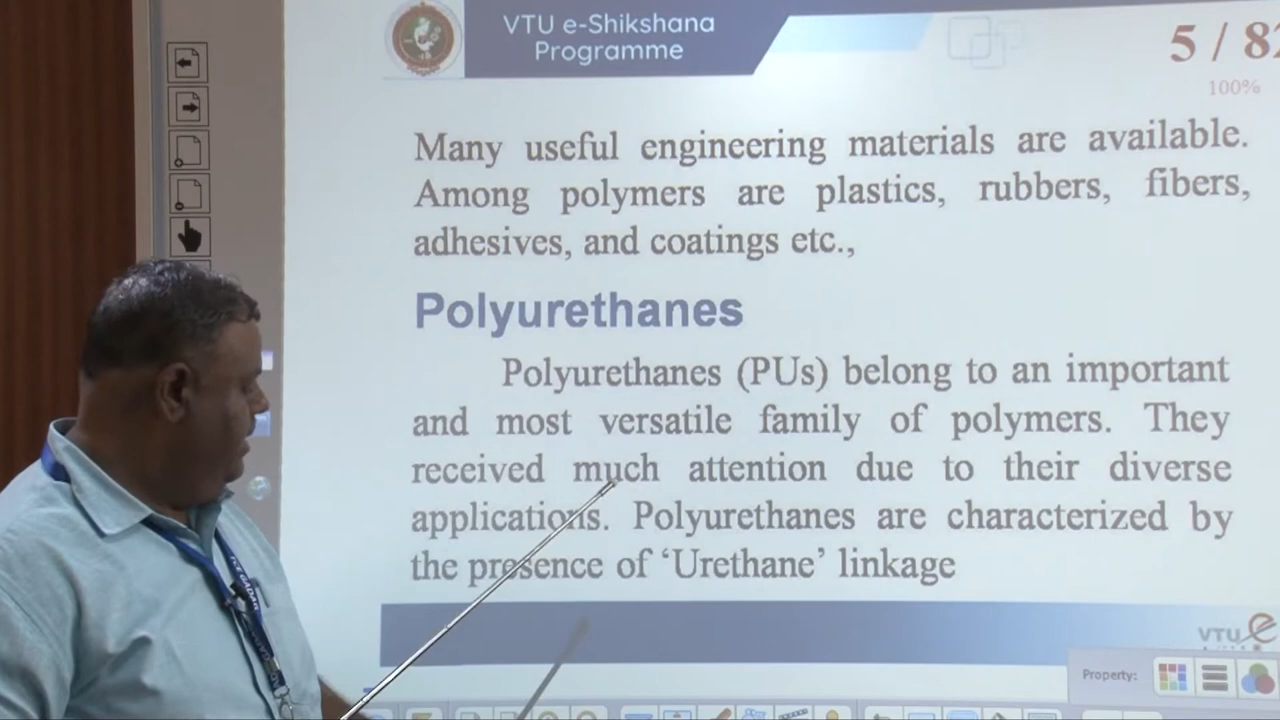 VTU e-Shikshana
Programme
5 / 82
100%
Many useful engineering materials are available.
Among polymers are plastics, rubbers, fibers,
adhesives, and coatings etc.,
Polyurethanes
Polyurethanes (PUs) belong to an important
and most versatile family of polymers. They
received much attention due to their diverse
applications. Polyurethanes are characterized by
the presence of ‘Urethane’ linkage
VTU e
Property: